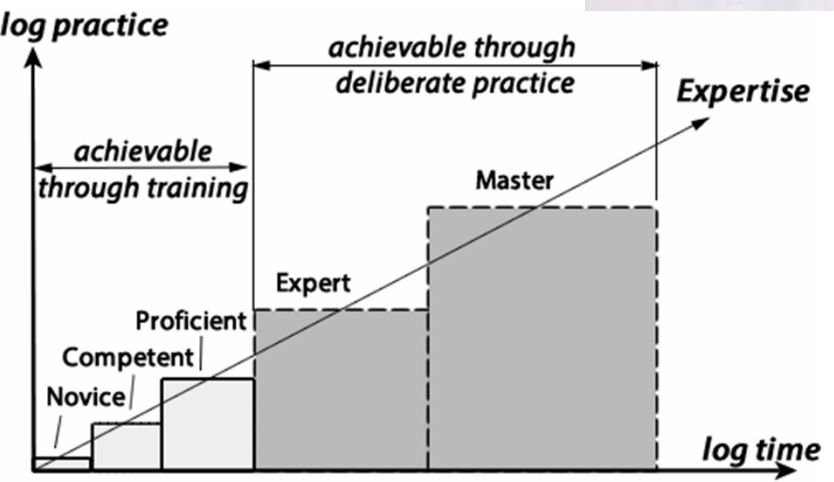 log practice
achievable through
deliberate practice
Expertise
achievable
through training
Master
Expert
Proficient
Competent
Novice
log time